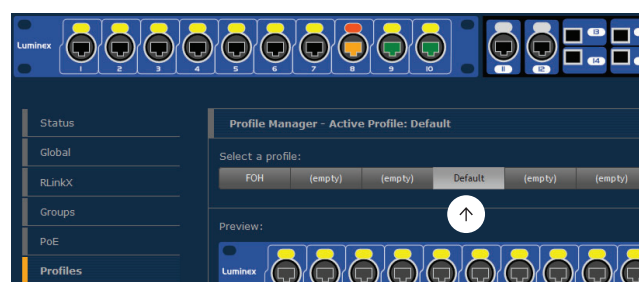 Luminex
1 2 3 4 5 6 7 8 9 10 11 12 13 14
Status
Global
RLinkX
Groups
PoE
Profiles
Profile Manager - Active Profile: Default
Select a profile:
FOH (empty) (empty) Default (empty) (empty)
Preview:
Luminex